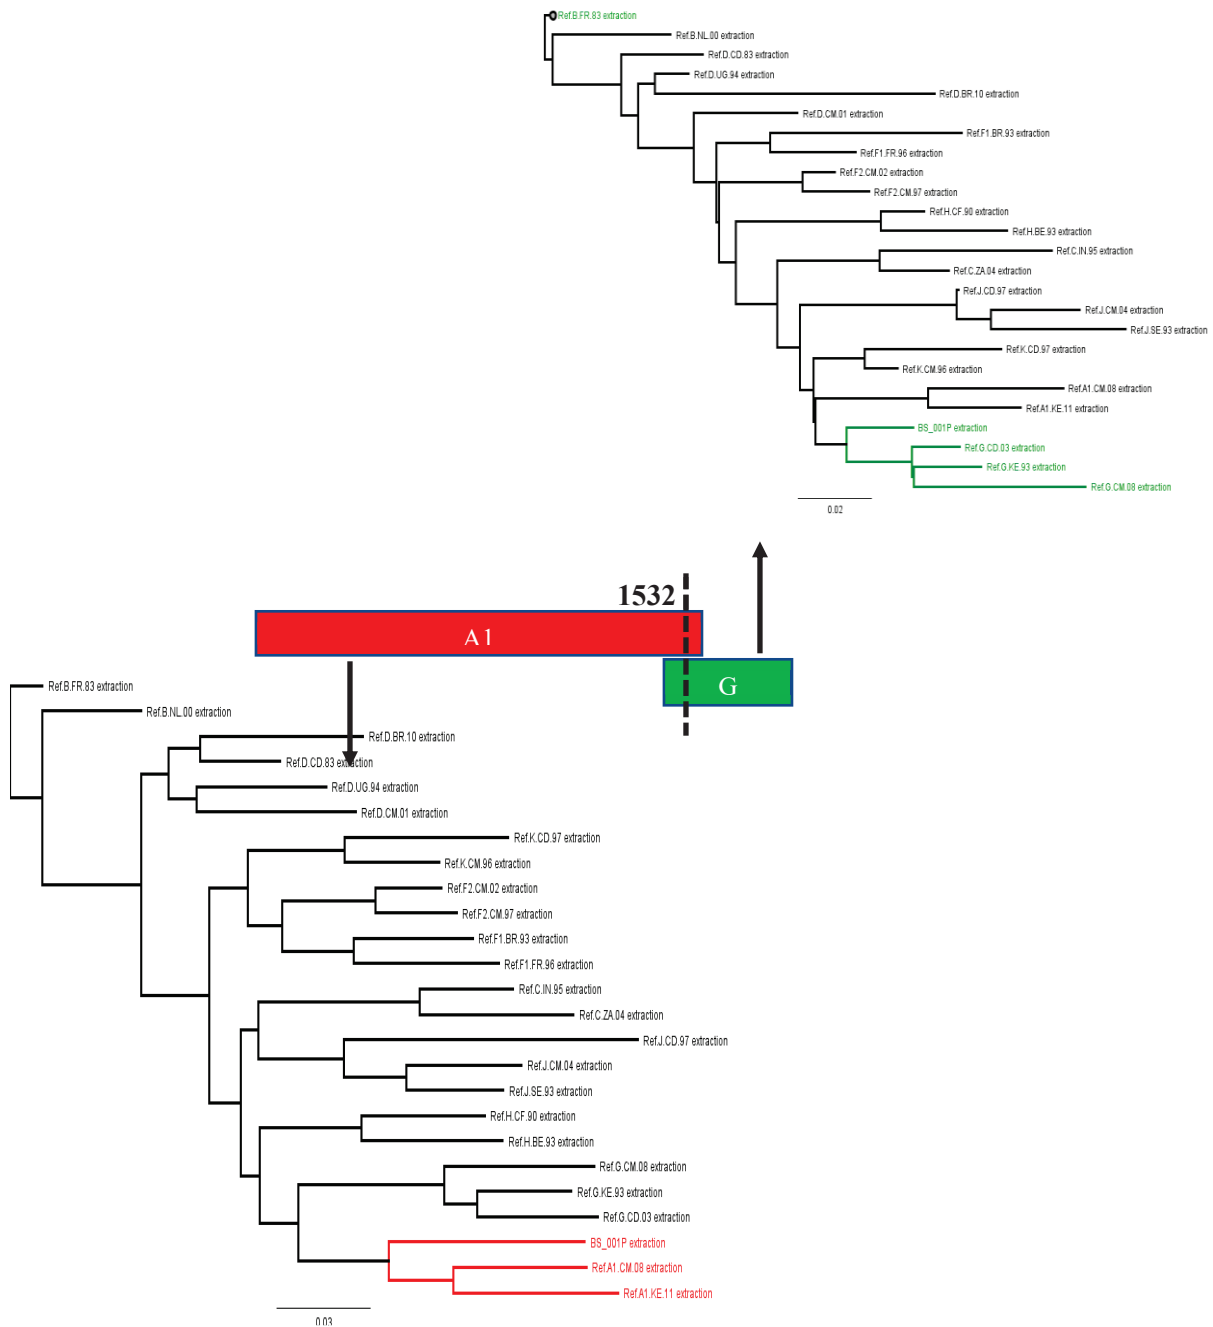 Ref.B.FR.83 extraction
Ref.B.NL.00 extraction
Ref.D.CD.83 extraction
Ref.D.UG.94 extraction
Ref.D.BR.10 extraction
Ref.D.CM.01 extraction
Ref.F1.BR.93 extraction
Ref.F1.FR.96 extraction
Ref.F2.CM.02 extraction
Ref.F2.CM.97 extraction
Ref.H.CF.90 extraction
Ref.H.BE.93 extraction
Ref.C.IN.95 extraction
Ref.C.ZA.04 extraction
Ref.J.CD.97 extraction
Ref.J.CM.04 extraction
Ref.J.SE.93 extraction
Ref.K.CD.97 extraction
Ref.K.CM.96 extraction
Ref.A1.CM.08 extraction
Ref.A1.KE.11 extraction
BS_001P extraction
Ref.G.CD.03 extraction
Ref.G.KE.93 extraction
Ref.G.CM.08 extraction
0.02
1532
A1
G
Ref.B.FR.83 extraction
Ref.B.NL.00 extraction
Ref.D.BR.10 extraction
Ref.D.CD.83 extraction
Ref.D.UG.94 extraction
Ref.D.CM.01 extraction
Ref.K.CD.97 extraction
Ref.K.CM.96 extraction
Ref.F2.CM.02 extraction
Ref.F2.CM.97 extraction
Ref.F1.BR.93 extraction
Ref.F1.FR.96 extraction
Ref.C.IN.95 extraction
Ref.C.ZA.04 extraction
Ref.J.CD.97 extraction
Ref.J.CM.04 extraction
Ref.J.SE.93 extraction
Ref.H.CF.90 extraction
Ref.H.BE.93 extraction
Ref.G.CM.08 extraction
Ref.G.KE.93 extraction
Ref.G.CD.03 extraction
BS_001P extraction
Ref.A1.CM.08 extraction
Ref.A1.KE.11 extraction
0.03